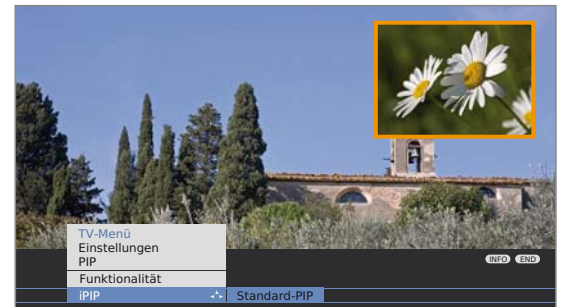 TV-Menü
Einstellungen
PIP
INFO END
Funktionalität
iPIP Standard-PIP